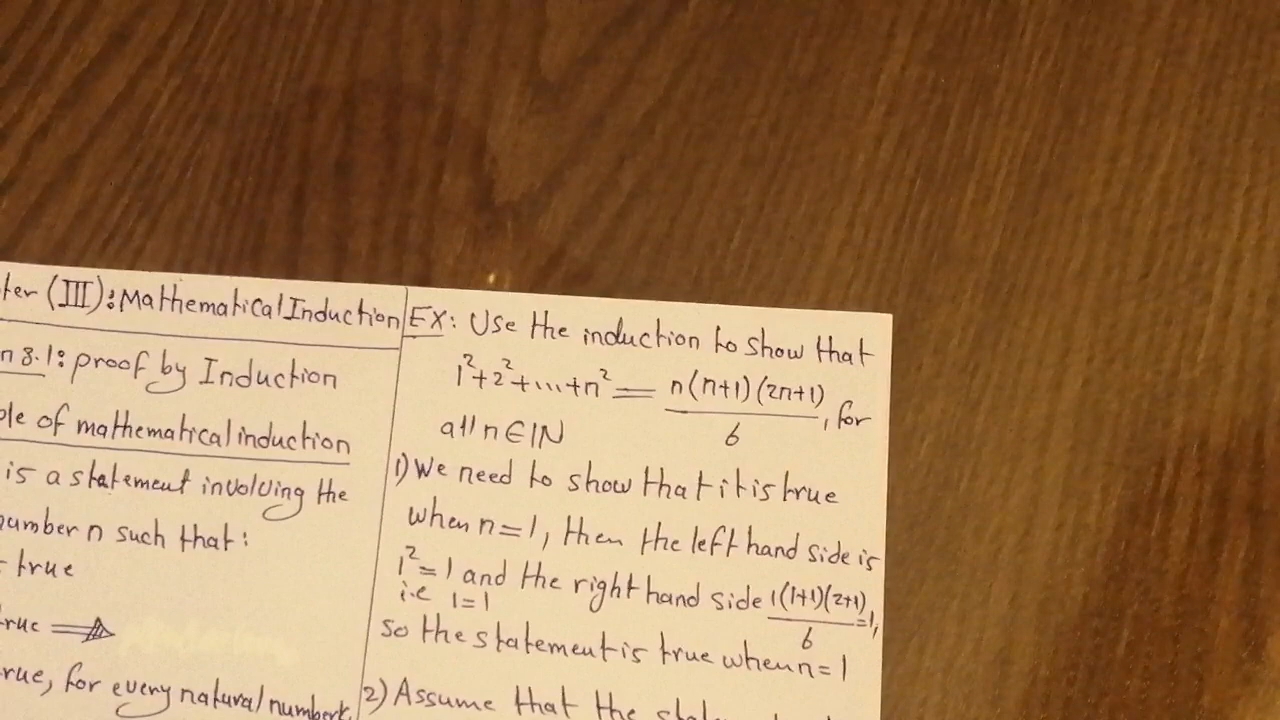 ter (III): Mathematical Induction
n 3.1: proof by Induction
ple of mathematical induction
is a statement involving the
number n such that:
true
rue ⇒
rue, for every natural number
EX: Use the induction to show that
1²+2²+...+n² = n(n+1)(2n+1)/6, for
all n∈IN
1) We need to show that it is true
when n=1, then the left hand side is
1²=1 and the right hand side 1(1+1)(2+1)/6 =1,
i.e 1=1
so the statement is true when n=1
2) Assume that the